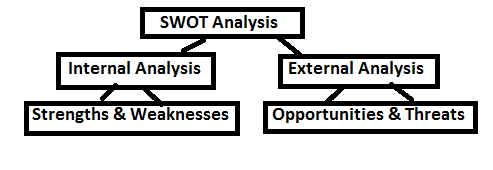 SWOT Analysis
Internal Analysis
External Analysis
Strengths & Weaknesses
Opportunities & Threats